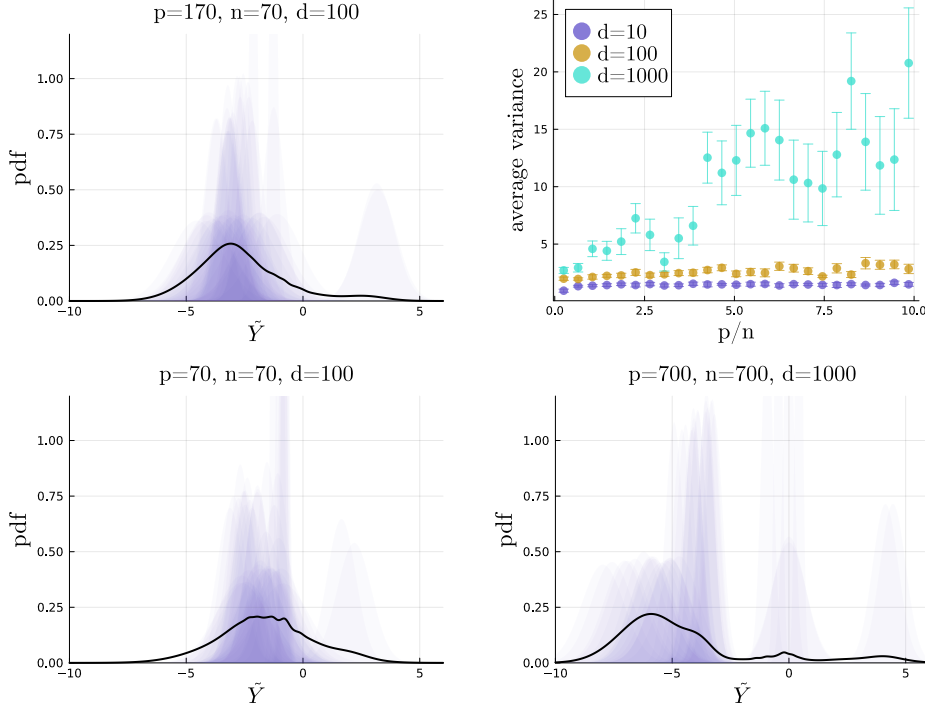 p=170, n=70, d=100
pdf
1.00
0.75
0.50
0.25
0.00
−10
−5
0
5
Ỹ
average variance
25
20
15
10
5
d=10
d=100
d=1000
0.0
2.5
5.0
7.5
10.0
p/n
p=70, n=70, d=100
pdf
1.00
0.75
0.50
0.25
0.00
−10
−5
0
5
Ỹ
p=700, n=700, d=1000
pdf
1.00
0.75
0.50
0.25
0.00
−10
−5
0
5
Ỹ